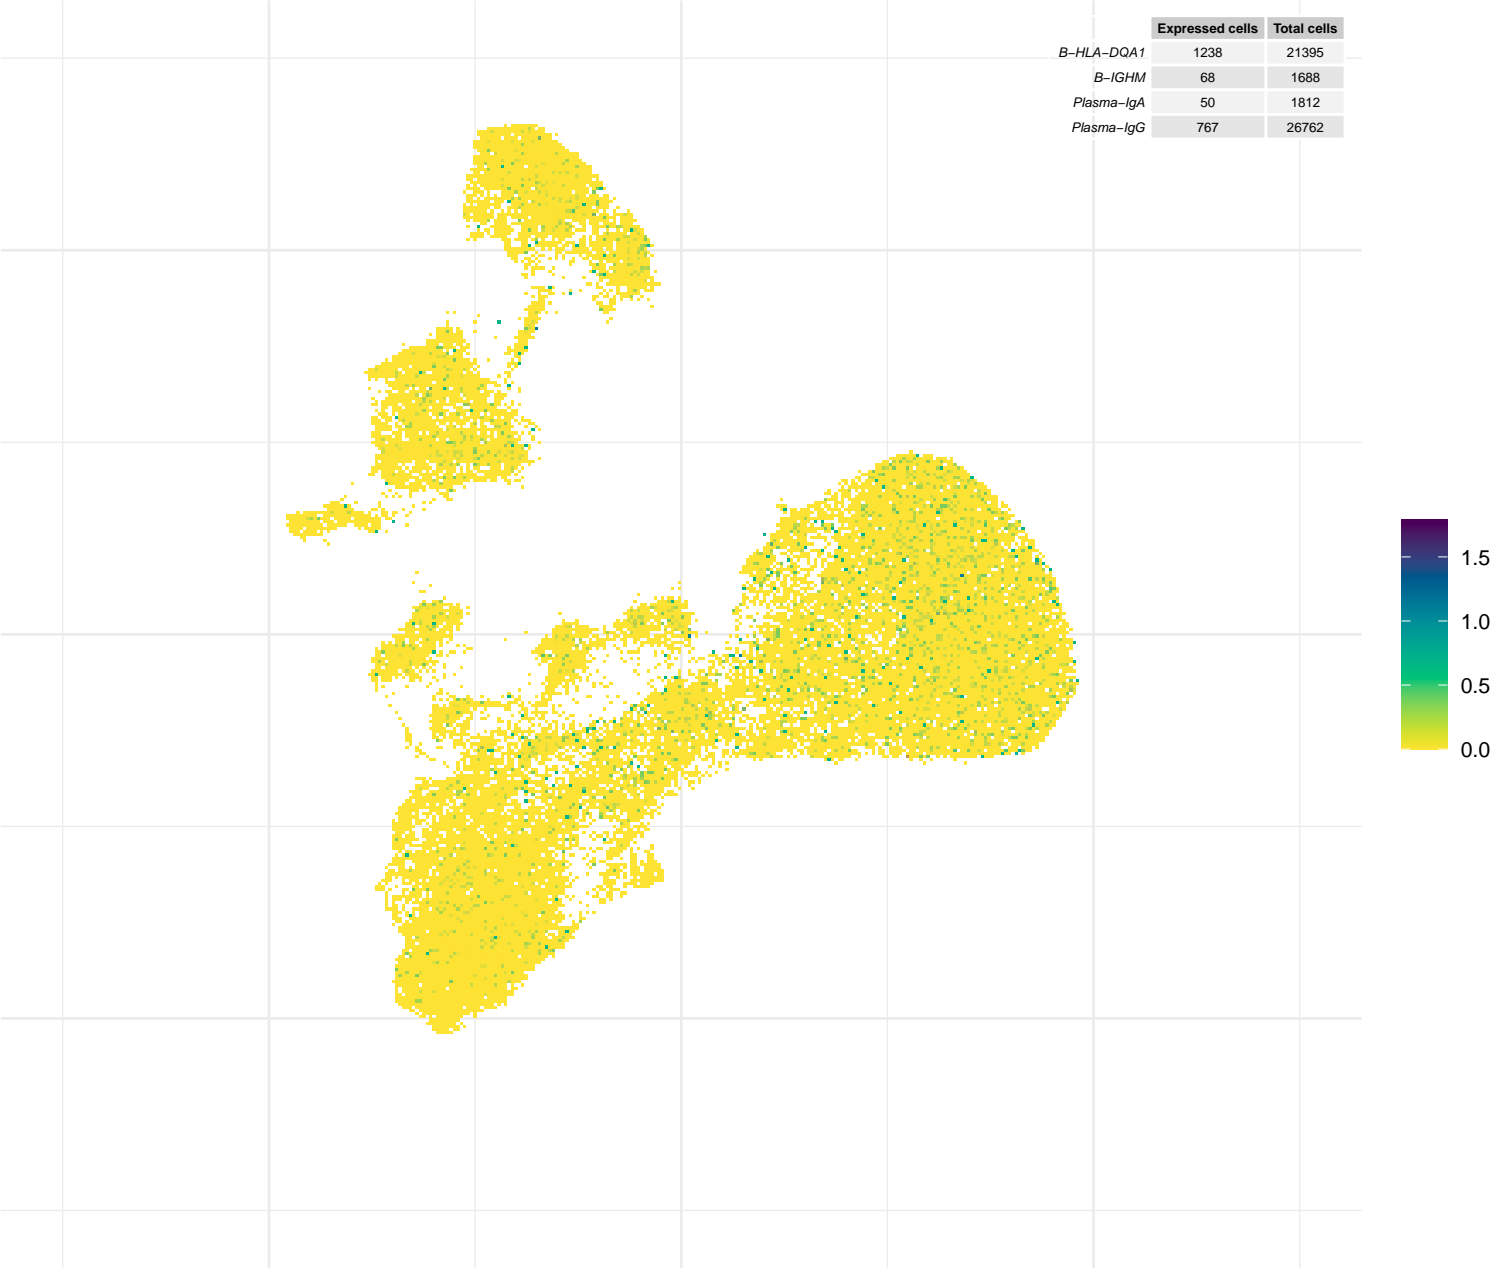 Expressed cells Total cells
B−HLA−DQA1 1238 21395
B−IGHM 68 1688
Plasma−IgA 50 1812
Plasma−IgG 767 26762
1.5
1.0
0.5
0.0